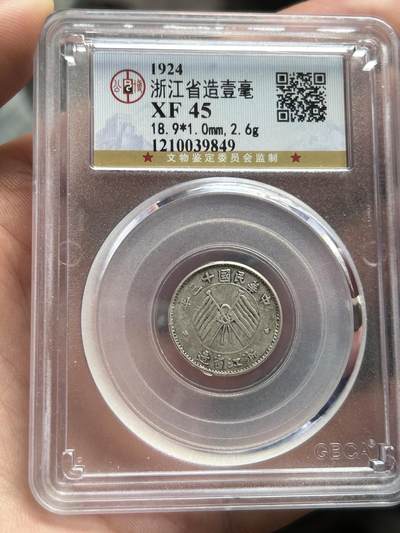 1924
浙江省造壹毫
XF 45
18.9*1.0mm,2.6g
1210039849
★ 文物鉴定委员会监制 ★
年三十國民華中
造省江浙
GBCA®